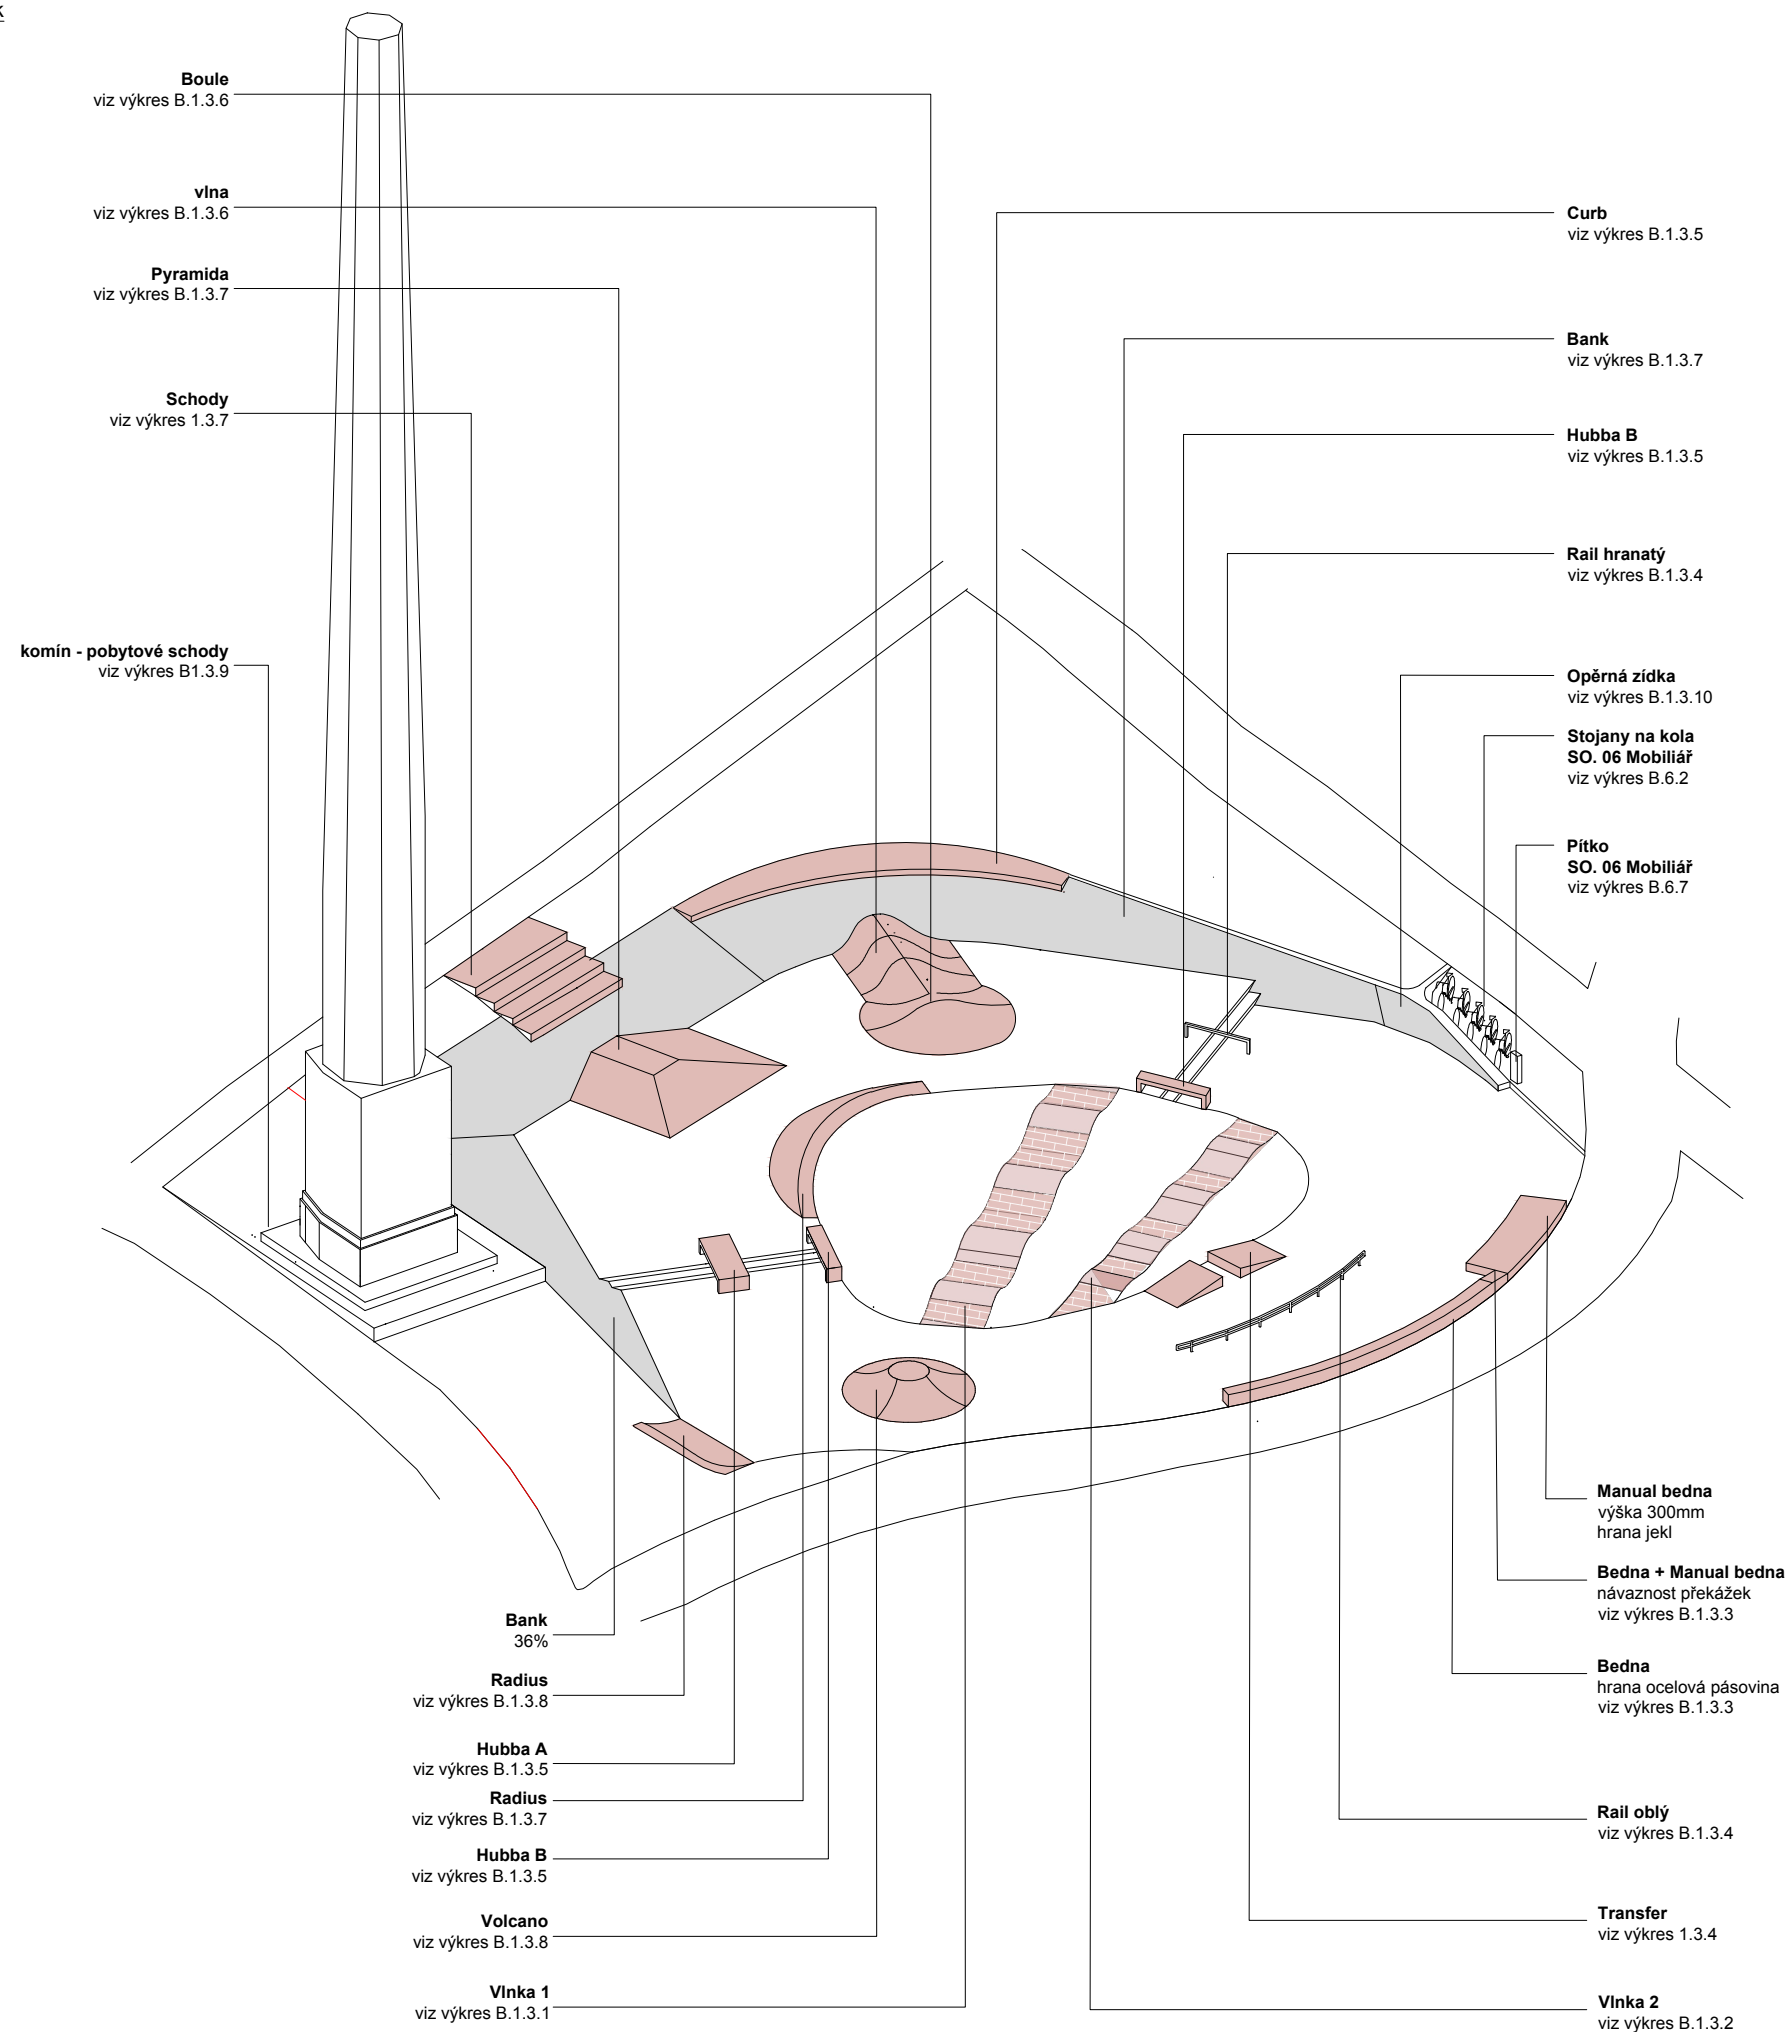 Boule
viz výkres B.1.3.6
vlna
viz výkres B.1.3.6
Pyramida
viz výkres B.1.3.7
Schody
viz výkres 1.3.7
komín - pobytové schody
viz výkres B1.3.9
Curb
viz výkres B.1.3.5
Bank
viz výkres B.1.3.7
Hubba B
viz výkres B.1.3.5
Rail hranatý
viz výkres B.1.3.4
Opěrná zídka
viz výkres B.1.3.10
Stojany na kola
SO. 06 Mobiliář
viz výkres B.6.2
Pítko
SO. 06 Mobiliář
viz výkres B.6.7
Bank
36%
Radius
viz výkres B.1.3.8
Hubba A
viz výkres B.1.3.5
Radius
viz výkres B.1.3.7
Hubba B
viz výkres B.1.3.5
Volcano
viz výkres B.1.3.8
Vlnka 1
viz výkres B.1.3.1
Manual bedna
výška 300mm
hrana jekl
Bedna + Manual bedna
návaznost překážek
viz výkres B.1.3.3
Bedna
hrana ocelová pásovina
viz výkres B.1.3.3
Rail oblý
viz výkres B.1.3.4
Transfer
viz výkres 1.3.4
Vlnka 2
viz výkres B.1.3.2